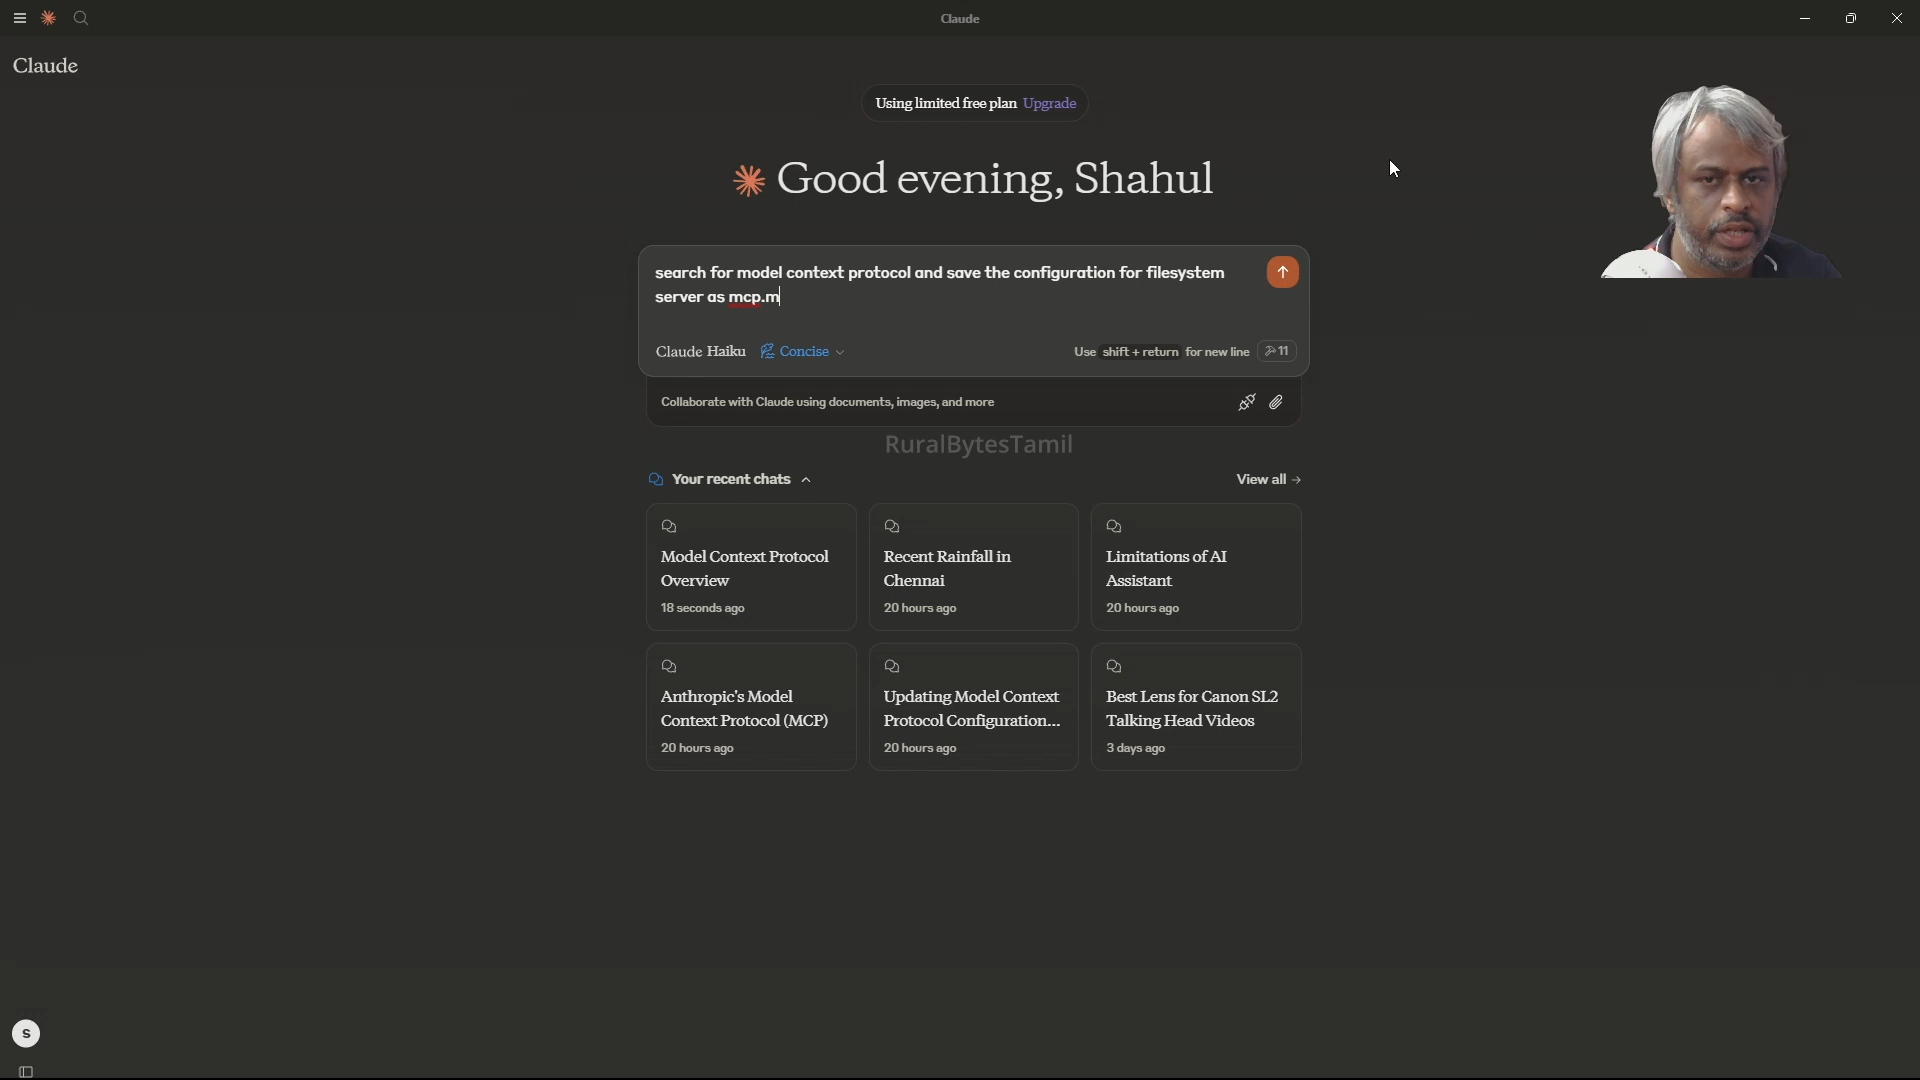 Claude
Claude
Using limited free plan Upgrade
Good evening, Shahul
search for model context protocol and save the configuration for filesystem
server as mcp.m
Claude Haiku Concise
Use shift + return for new line 11
Collaborate with Claude using documents, images, and more
RuralBytesTamil
Your recent chats
View all →
Model Context Protocol
Overview
18 seconds ago
Recent Rainfall in
Chennai
20 hours ago
Limitations of AI
Assistant
20 hours ago
Anthropic's Model
Context Protocol (MCP)
20 hours ago
Updating Model Context
Protocol Configuration...
20 hours ago
Best Lens for Canon SL2
Talking Head Videos
3 days ago
S